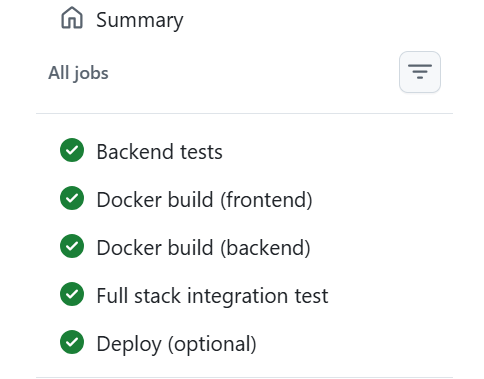 Summary
All jobs
Backend tests
Docker build (frontend)
Docker build (backend)
Full stack integration test
Deploy (optional)